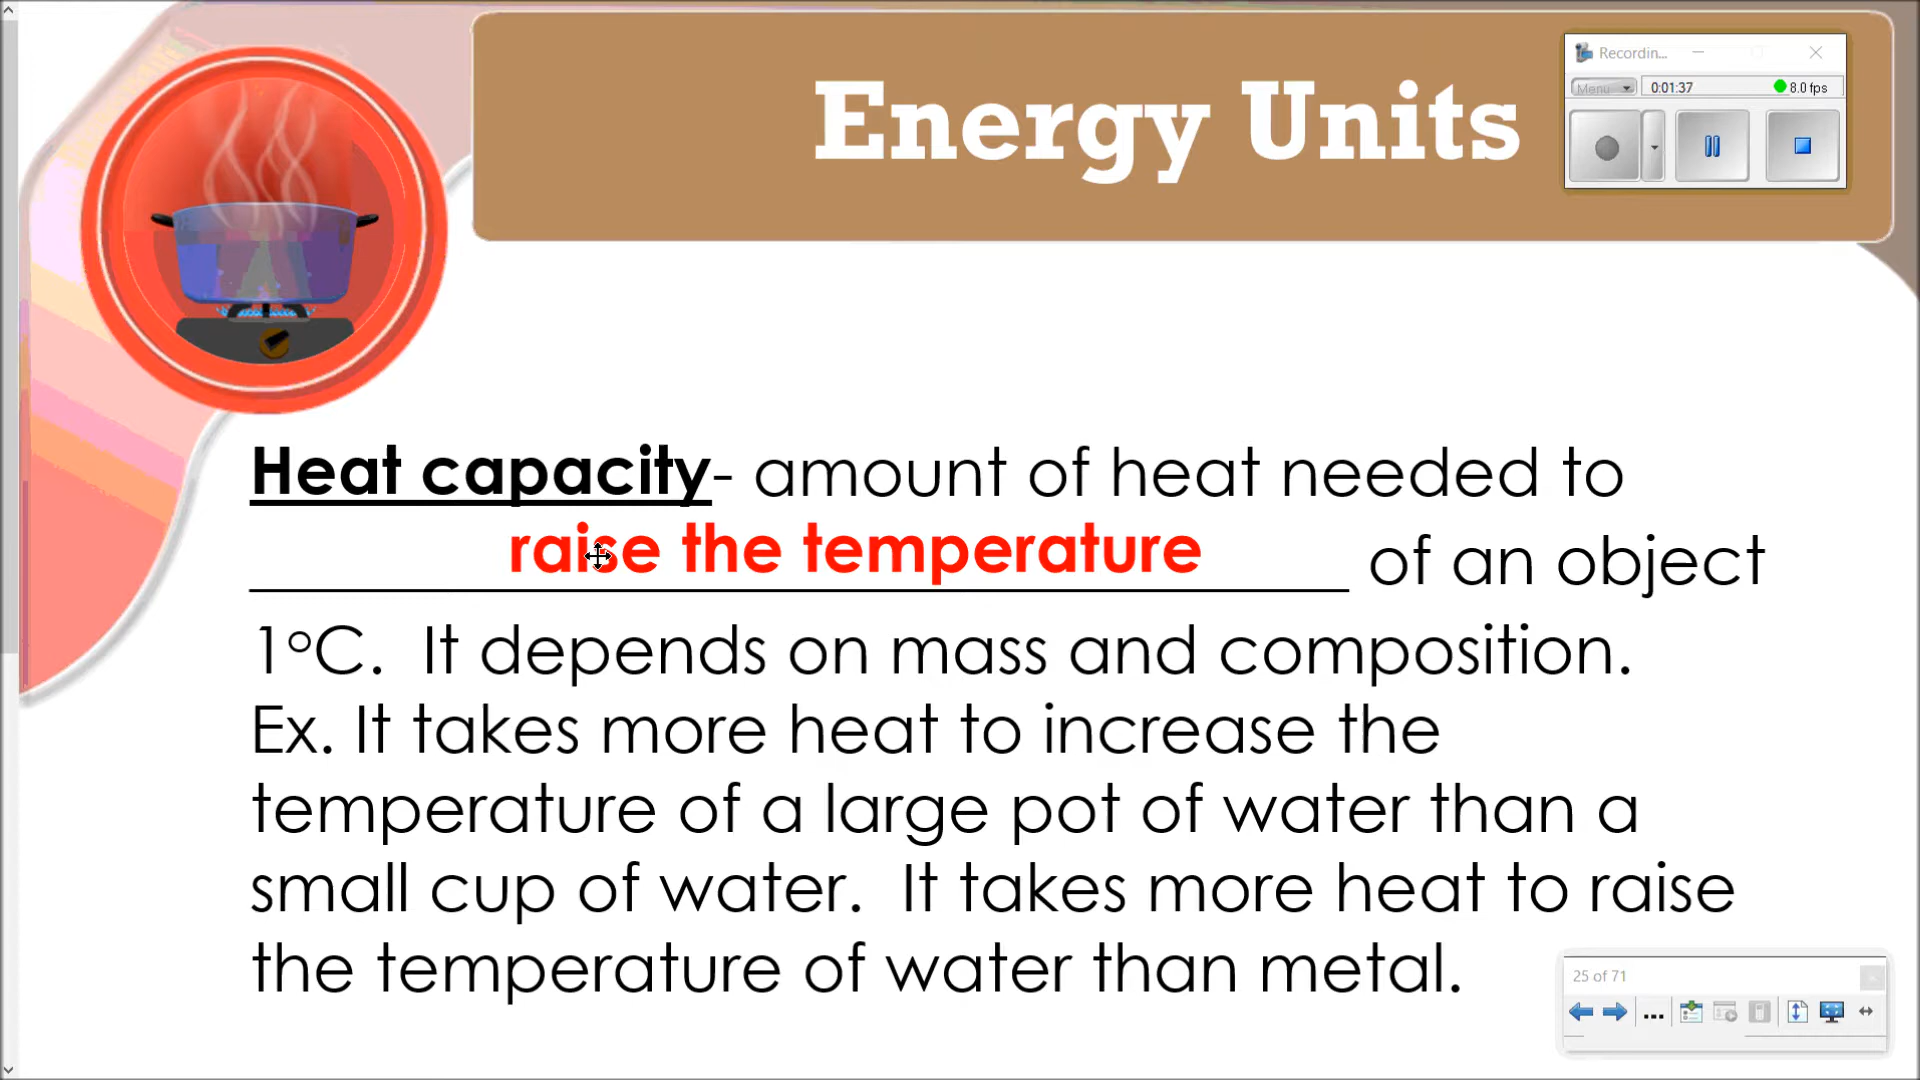 Energy Units
Recordin...
Menu
0:01:37
8.0 fps
Heat capacity- amount of heat needed to
raise the temperature of an object
1°C. It depends on mass and composition.
Ex. It takes more heat to increase the
temperature of a large pot of water than a
small cup of water. It takes more heat to raise
the temperature of water than metal.
25 of 71